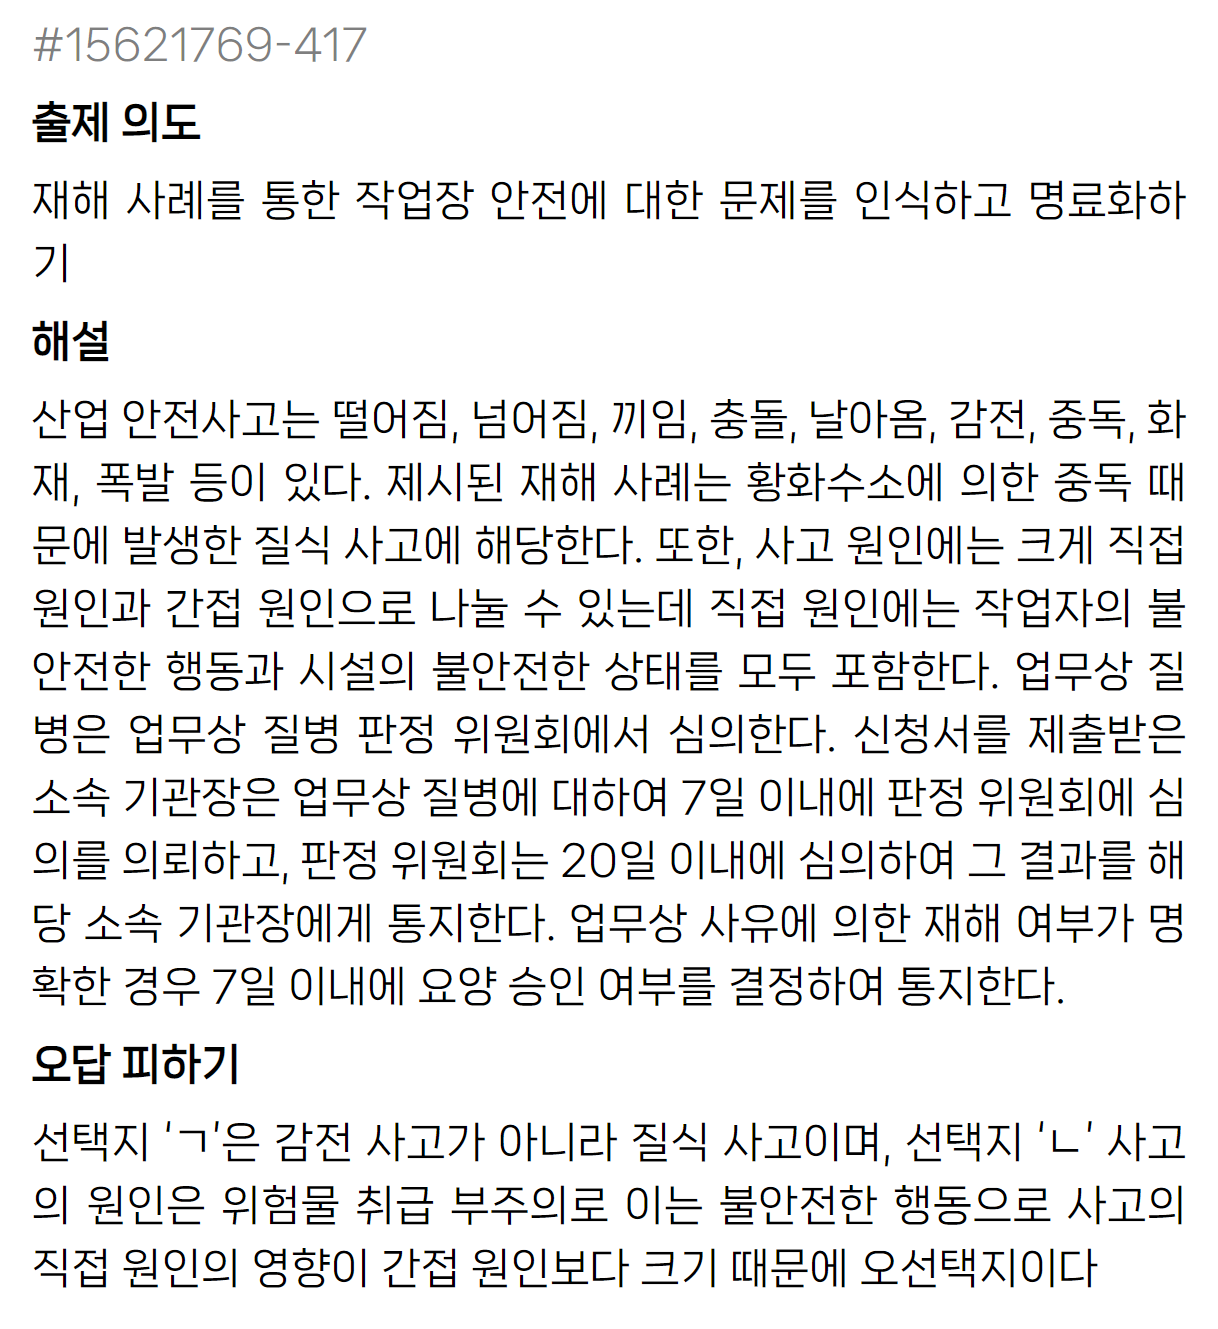 #15621769-417
출제 의도
재해 사례를 통한 작업장 안전에 대한 문제를 인식하고 명료화하
기
해설
산업 안전사고는 떨어짐, 넘어짐, 끼임, 충돌, 날아옴, 감전, 중독, 화
재, 폭발 등이 있다. 제시된 재해 사례는 황화수소에 의한 중독 때
문에 발생한 질식 사고에 해당한다. 또한, 사고 원인에는 크게 직접
원인과 간접 원인으로 나눌 수 있는데 직접 원인에는 작업자의 불
안전한 행동과 시설의 불안전한 상태를 모두 포함한다. 업무상 질
병은 업무상 질병 판정 위원회에서 심의한다. 신청서를 제출받은
소속 기관장은 업무상 질병에 대하여 7일 이내에 판정 위원회에 심
의를 의뢰하고, 판정 위원회는 20일 이내에 심의하여 그 결과를 해
당 소속 기관장에게 통지한다. 업무상 사유에 의한 재해 여부가 명
확한 경우 7일 이내에 요양 승인 여부를 결정하여 통지한다.
오답 피하기
선택지 ‘ㄱ’은 감전 사고가 아니라 질식 사고이며, 선택지 ‘ㄴ’ 사고
의 원인은 위험물 취급 부주의로 이는 불안전한 행동으로 사고의
직접 원인의 영향이 간접 원인보다 크기 때문에 오선택지이다